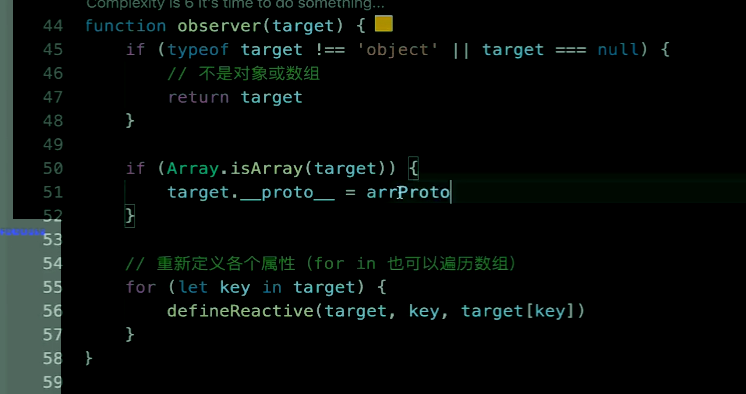 Complexity is 6 It's time to do something...
44 function observer(target) {
45 if (typeof target !== 'object' || target === null) {
46 // 不是对象或数组
47 return target
48 }
49
50 if (Array.isArray(target)) {
51 target.__proto__ = arrProto
52 }
53
54 // 重新定义各个属性（for in 也可以遍历数组）
55 for (let key in target) {
56 defineReactive(target, key, target[key])
57 }
58 }
59